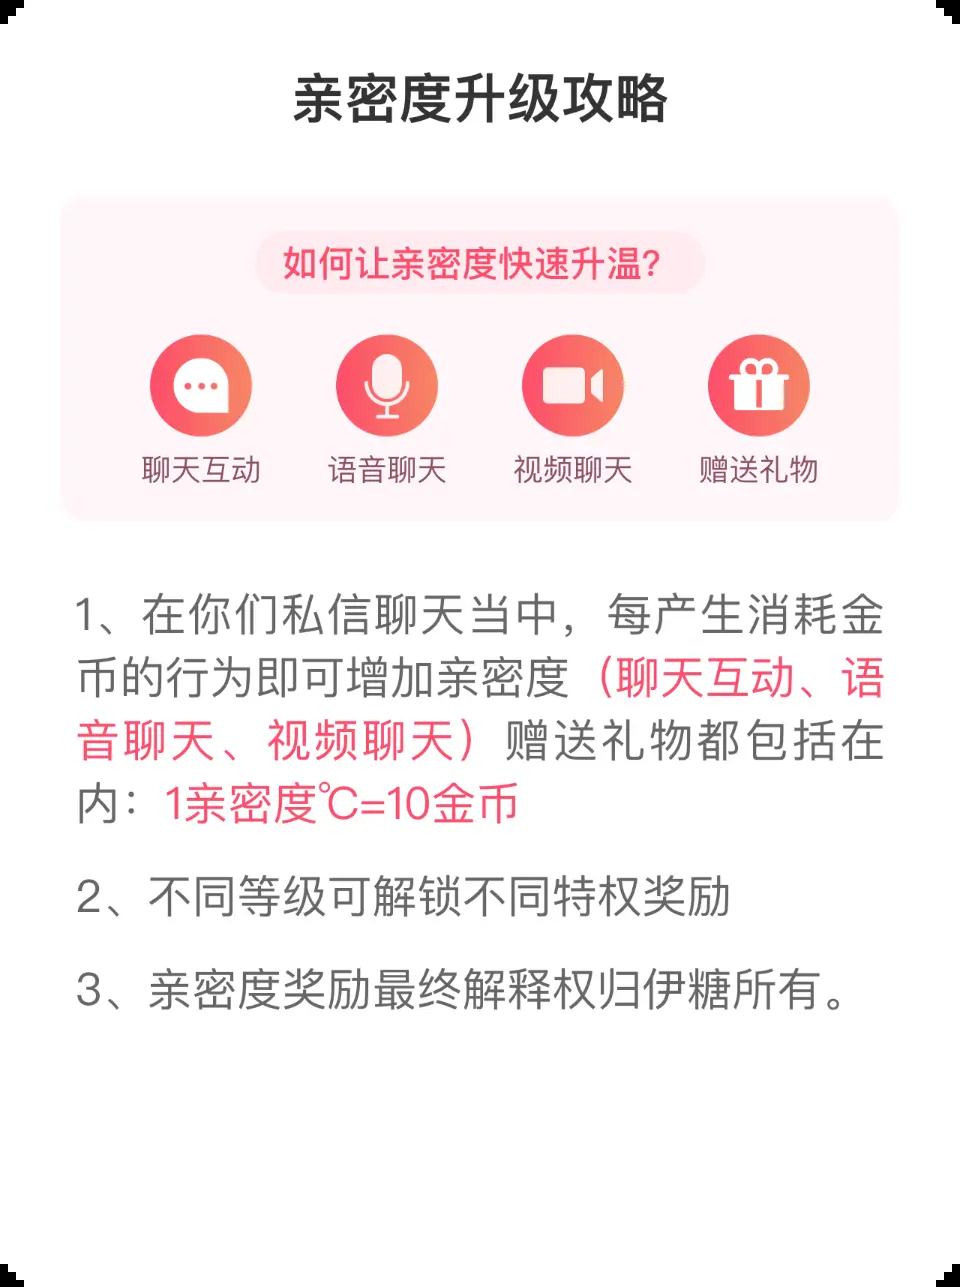 亲密度升级攻略
如何让亲密度快速升温?
聊天互动 语音聊天 视频聊天 赠送礼物
1、在你们私信聊天当中，每产生消耗金
币的行为即可增加亲密度（聊天互动、语
音聊天、视频聊天）赠送礼物都包括在
内：1亲密度℃=10金币
2、不同等级可解锁不同特权奖励
3、亲密度奖励最终解释权归伊糖所有。